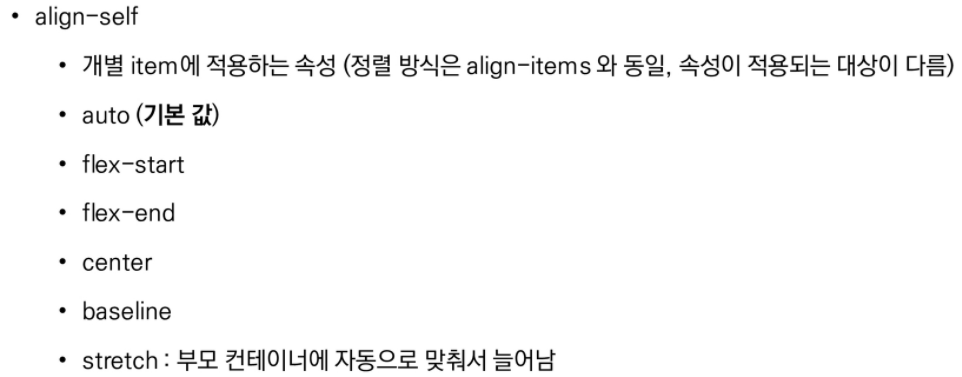 • align-self
• 개별 item에 적용하는 속성 (정렬 방식은 align-items 와 동일, 속성이 적용되는 대상이 다름)
• auto (기본 값)
• flex-start
• flex-end
• center
• baseline
• stretch : 부모 컨테이너에 자동으로 맞춰서 늘어남